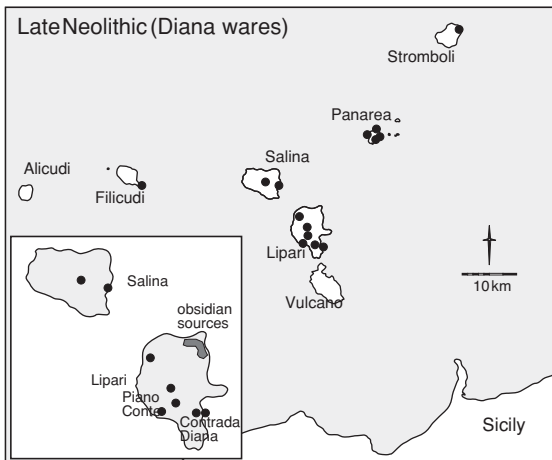 Late Neolithic (Diana wares)
Stromboli
Panarea
Salina
Alicudi
Filicudi
Lipari
10 km
Vulcano
Salina
obsidian
sources
Lipari
Piano
Conte
Contrada
Diana
Sicily